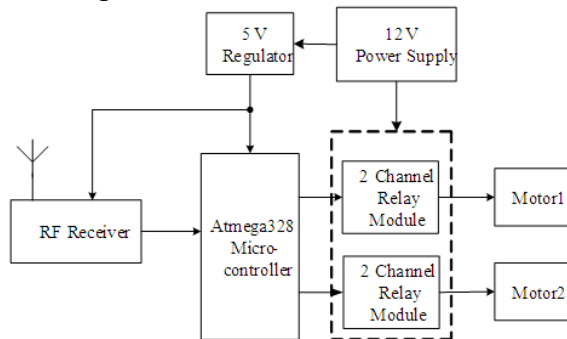 5 V
Regulator
12 V
Power Supply
RF Receiver
Atmega328
Micro-
controller
2 Channel
Relay
Module
Motor1
2 Channel
Relay
Module
Motor2